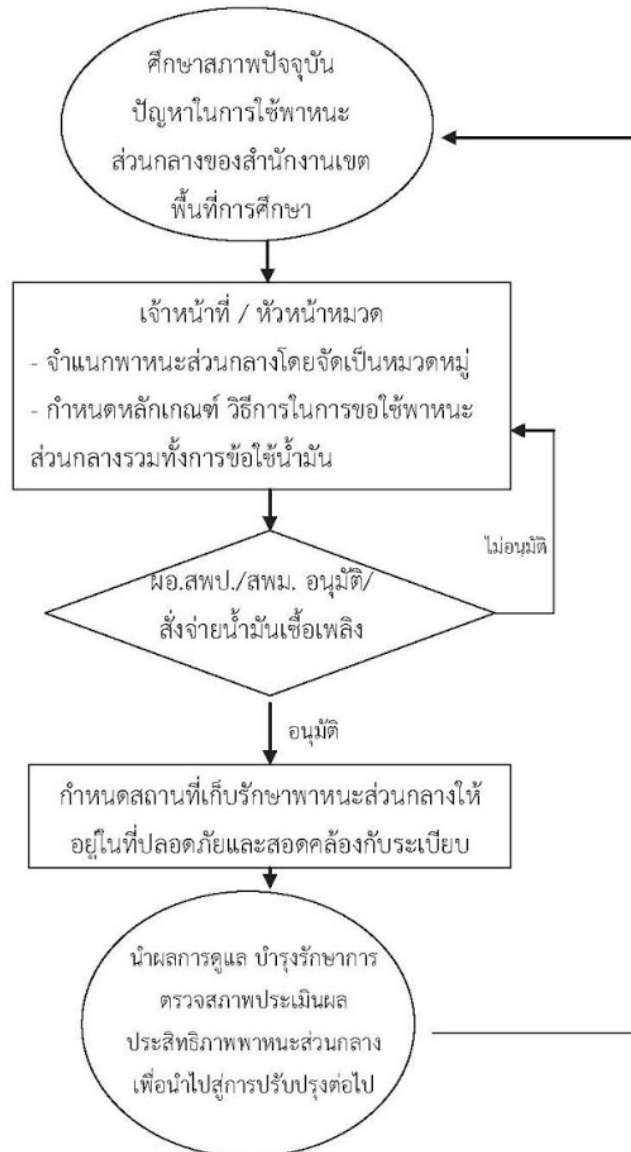 ศึกษาสภาพปัจจุบัน
ปัญหาในการใช้พาหนะ
ส่วนกลางของสำนักงานเขต
พื้นที่การศึกษา
เจ้าหน้าที่ / หัวหน้าหมวด
- จำแนกพาหนะส่วนกลางโดยจัดเป็นหมวดหมู่
- กำหนดหลักเกณฑ์ วิธีการในการขอใช้พาหนะ
ส่วนกลางรวมทั้งการข้อใช้น้ำมัน
ไม่อนุมัติ
ผอ.สพป./สพม. อนุมัติ/
สั่งจ่ายน้ำมันเชื้อเพลิง
อนุมัติ
กำหนดสถานที่เก็บรักษาพาหนะส่วนกลางให้
อยู่ในที่ปลอดภัยและสอดคล้องกับระเบียบ
นำผลการดูแล บำรุงรักษาการ
ตรวจสภาพประเมินผล
ประสิทธิภาพพาหนะส่วนกลาง
เพื่อนำไปสู่การปรับปรุงต่อไป